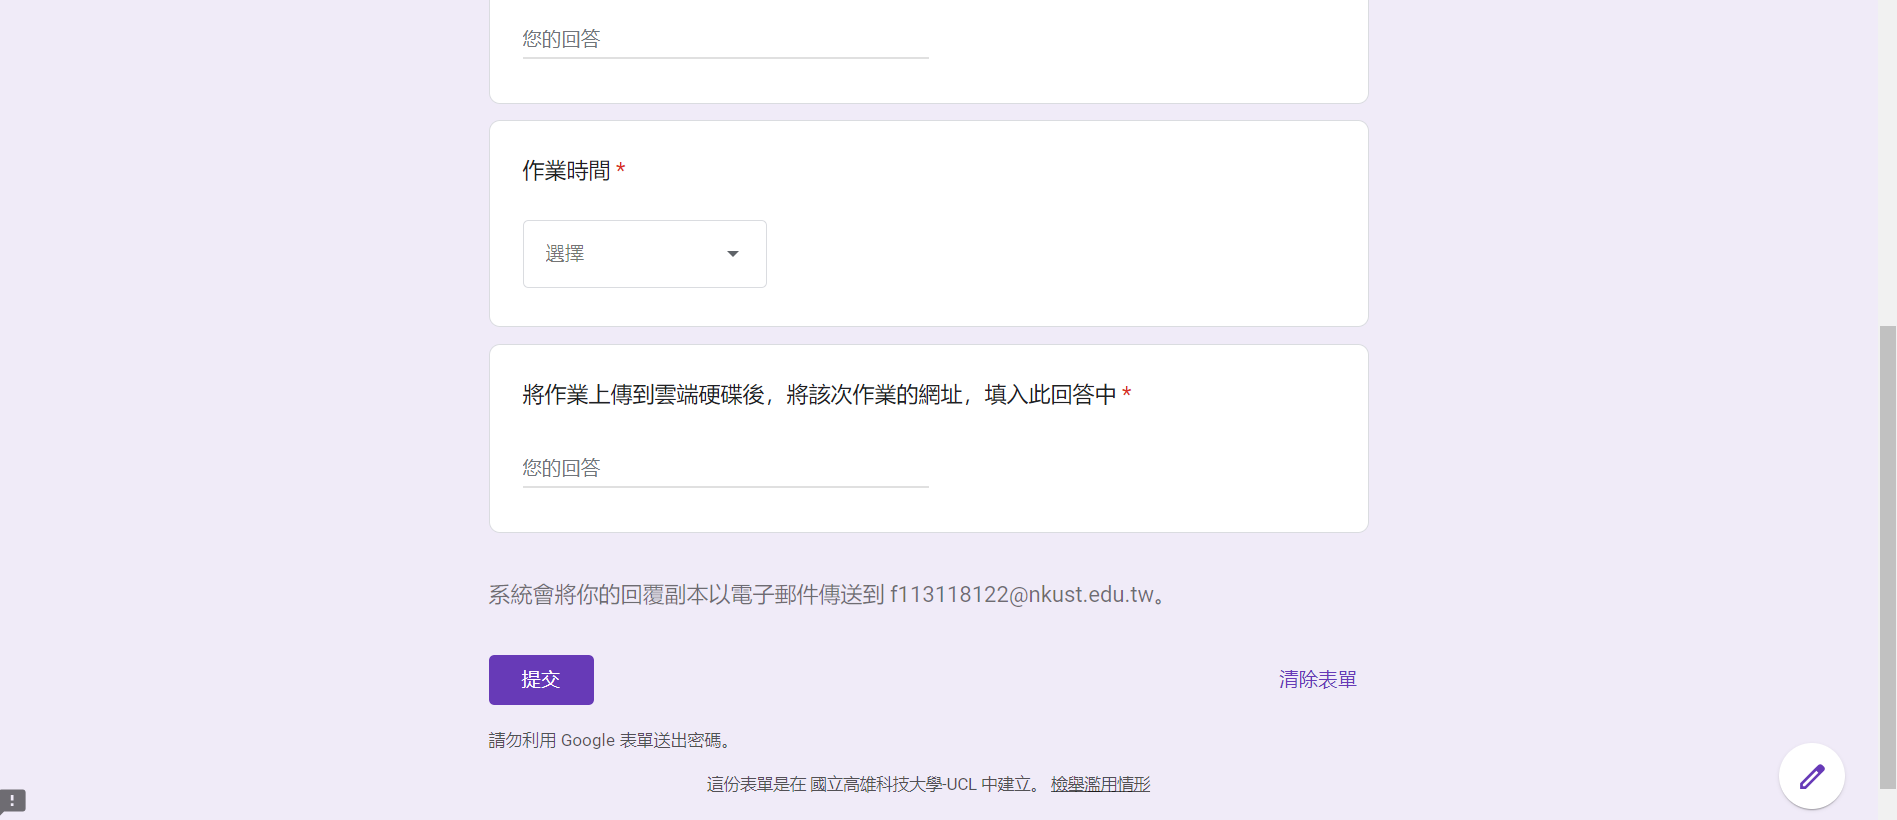 您的回答
作業時間 *
選擇
將作業上傳到雲端硬碟後，將該次作業的網址，填入此回答中 *
您的回答
系統會將你的回覆副本以電子郵件傳送到 f113118122@nkust.edu.tw。
提交
清除表單
請勿利用 Google 表單送出密碼。
這份表單是在 國立高雄科技大學-UCL 中建立。 檢舉濫用情形